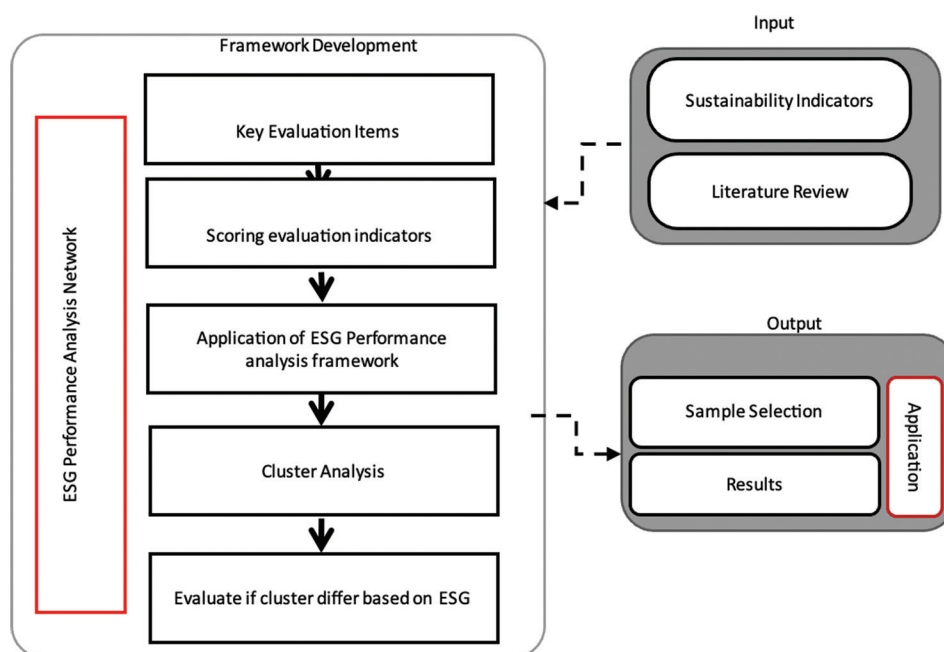 Framework Development
ESG Performance Analysis Network
Key Evaluation Items
Scoring evaluation indicators
Application of ESG Performance
analysis framework
Cluster Analysis
Evaluate if cluster differ based on ESG
Input
Sustainability Indicators
Literature Review
Output
Sample Selection
Results
Application